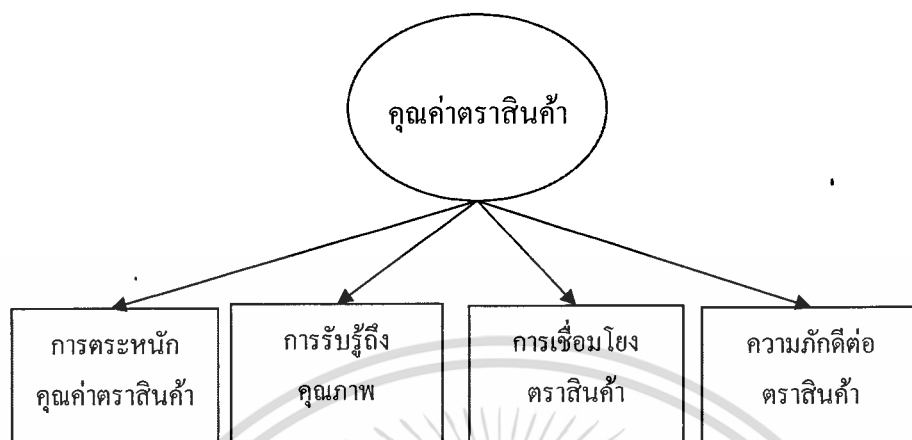 คุณค่าตราสินค้า
การตระหนัก
คุณค่าตราสินค้า
การรับรู้ถึง
คุณภาพ
การเชื่อมโยง
ตราสินค้า
ความภักดีต่อ
ตราสินค้า